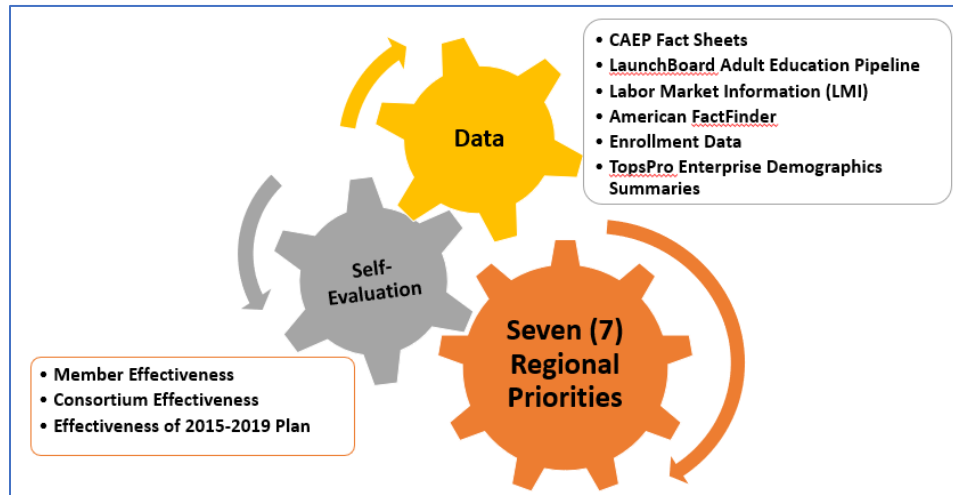 • CAEP Fact Sheets
• LaunchBoard Adult Education Pipeline
• Labor Market Information (LMI)
• American FactFinder
• Enrollment Data
• TopsPro Enterprise Demographics
Summaries
Data
Self-
Evaluation
Seven (7)
Regional
Priorities
• Member Effectiveness
• Consortium Effectiveness
• Effectiveness of 2015-2019 Plan